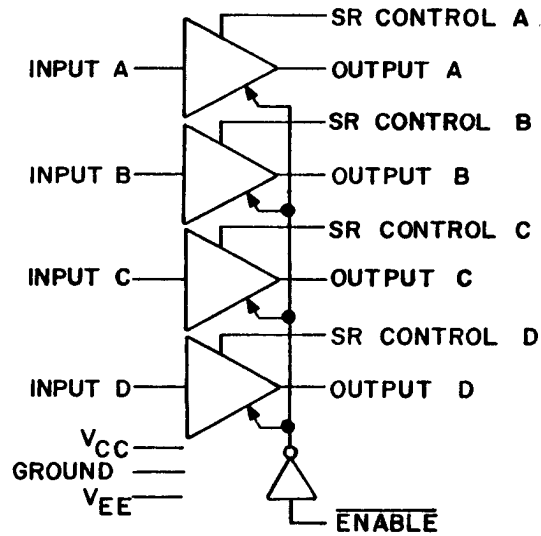 SR CONTROL A
INPUT A
OUTPUT A
SR CONTROL B
INPUT B
OUTPUT B
SR CONTROL C
INPUT C
OUTPUT C
SR CONTROL D
INPUT D
OUTPUT D
VCC
GROUND
VEE
ENABLE